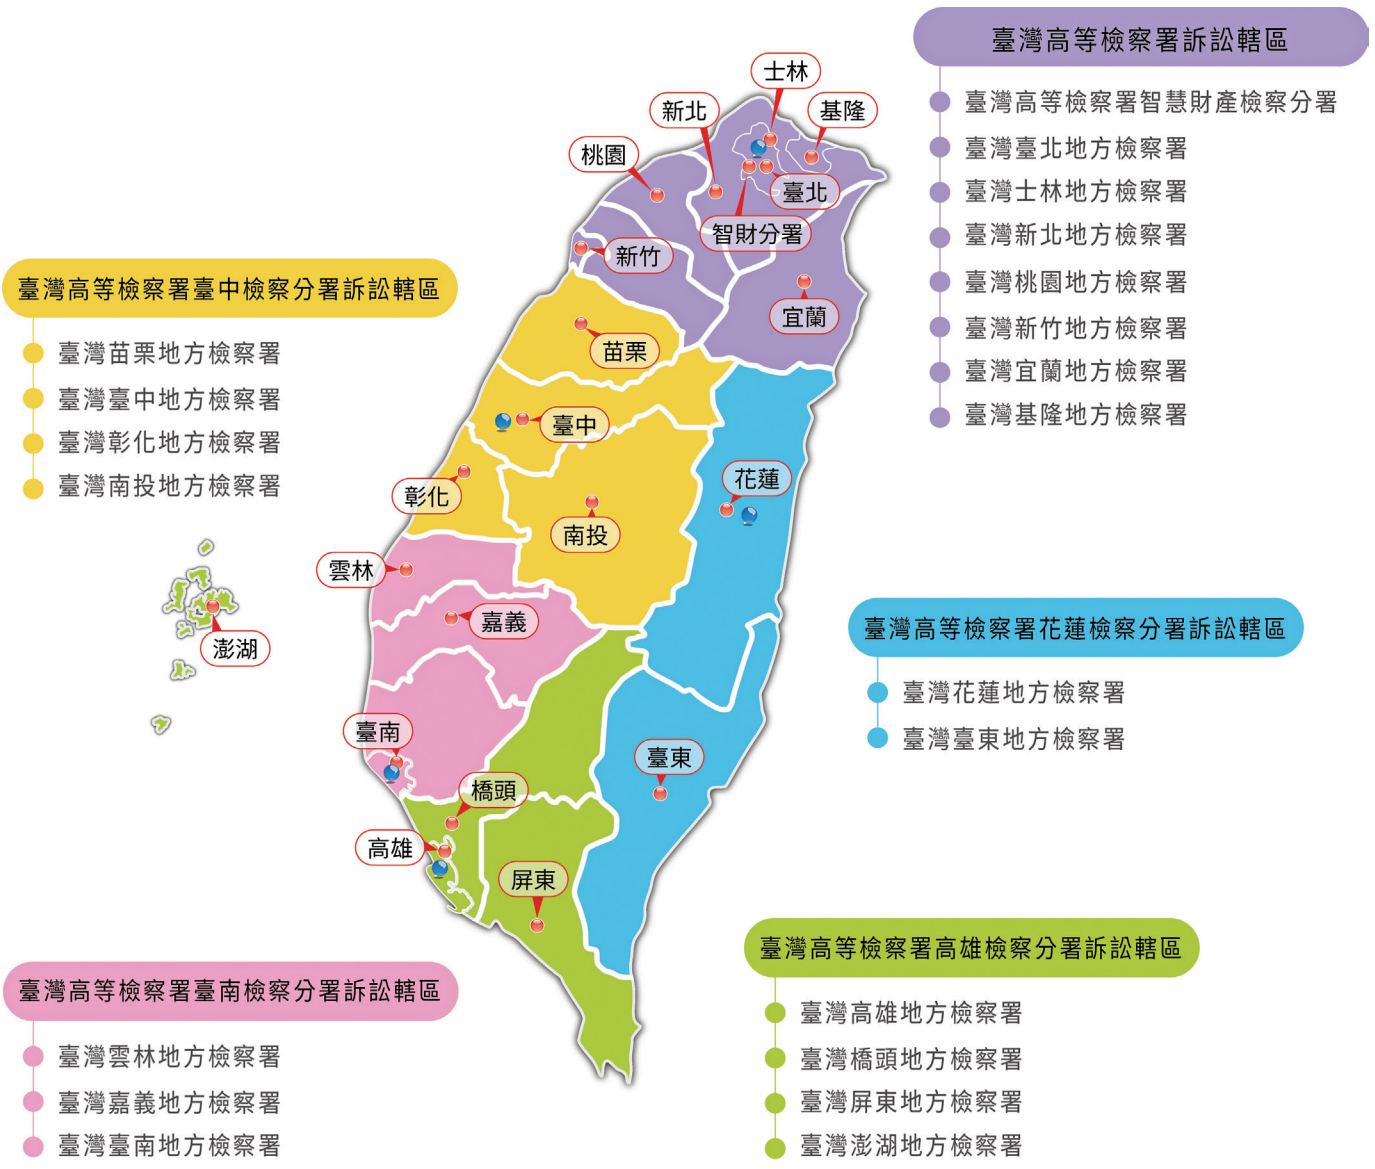 臺灣高等檢察署訴訟轄區
臺灣高等檢察署智慧財產檢察分署
臺灣臺北地方檢察署
臺灣士林地方檢察署
臺灣新北地方檢察署
臺灣桃園地方檢察署
臺灣新竹地方檢察署
臺灣宜蘭地方檢察署
臺灣基隆地方檢察署
士林
新北
基隆
桃園
臺北
智財分署
新竹
宜蘭
臺灣高等檢察署臺中檢察分署訴訟轄區
臺灣苗栗地方檢察署
臺灣臺中地方檢察署
臺灣彰化地方檢察署
臺灣南投地方檢察署
苗栗
臺中
彰化
南投
花蓮
雲林
嘉義
澎湖
臺南
橋頭
高雄
屏東
臺東
臺灣高等檢察署花蓮檢察分署訴訟轄區
臺灣花蓮地方檢察署
臺灣臺東地方檢察署
臺灣高等檢察署臺南檢察分署訴訟轄區
臺灣雲林地方檢察署
臺灣嘉義地方檢察署
臺灣臺南地方檢察署
臺灣高等檢察署高雄檢察分署訴訟轄區
臺灣高雄地方檢察署
臺灣橋頭地方檢察署
臺灣屏東地方檢察署
臺灣澎湖地方檢察署